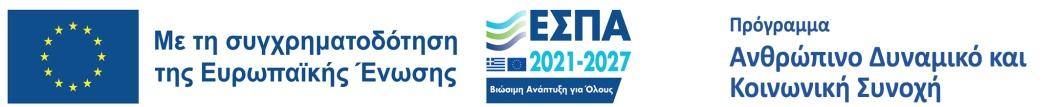 Με τη συγχρηματοδότηση
της Ευρωπαϊκής Ένωσης
ΕΣΠΑ
2021-2027
Βιώσιμη Ανάπτυξη για Όλους
Πρόγραμμα
Ανθρώπινο Δυναμικό και
Κοινωνική Συνοχή